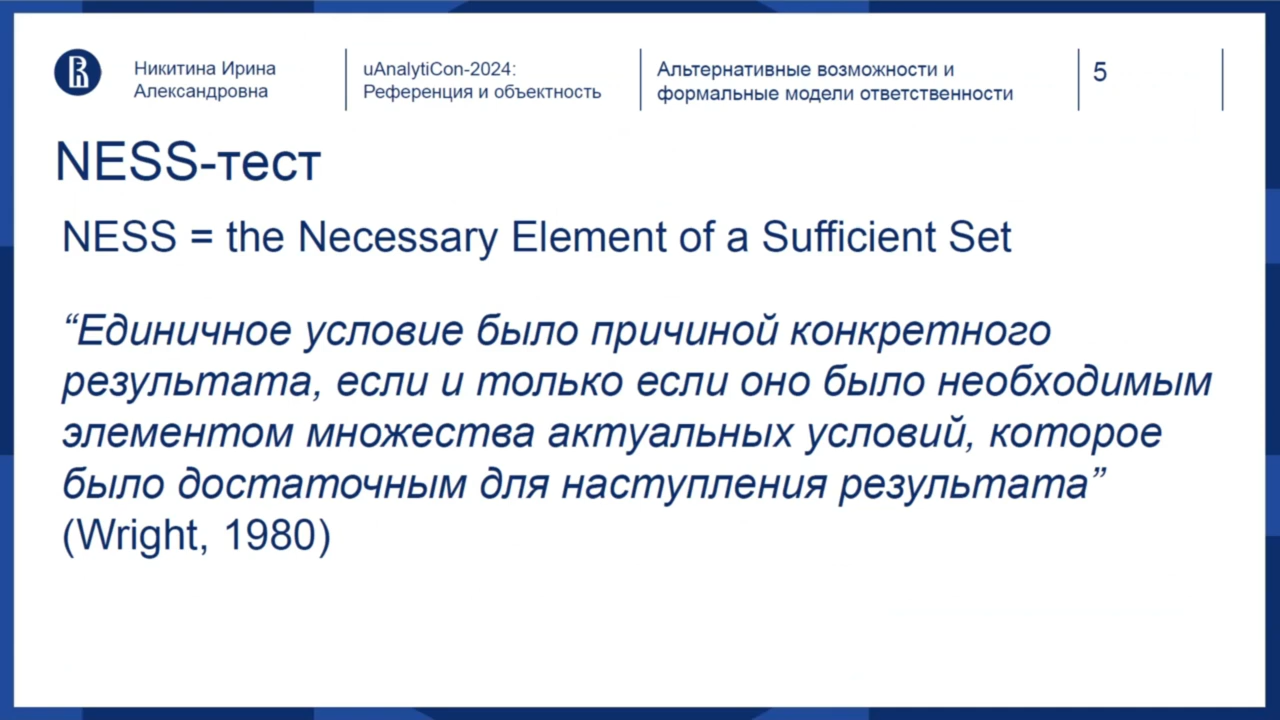 Никитина Ирина
Александровна
uAnalytiCon-2024:
Референция и объектность
Альтернативные возможности и
формальные модели ответственности
5
NESS-тест
NESS = the Necessary Element of a Sufficient Set
“Единичное условие было причиной конкретного
результата, если и только если оно было необходимым
элементом множества актуальных условий, которое
было достаточным для наступления результата”
(Wright, 1980)